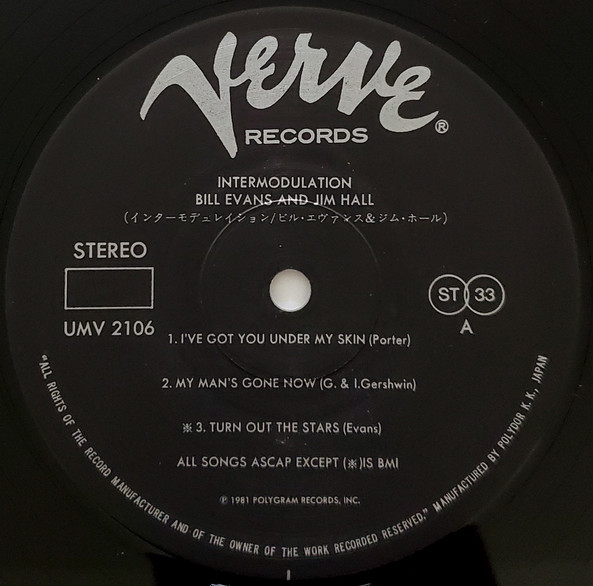 Verve
RECORDS
®
INTERMODULATION
BILL EVANS AND JIM HALL
(インターモデュレイション/ビル・エヴァンス&ジム・ホール)
STEREO
UMV 2106
ST 33
A
1. I'VE GOT YOU UNDER MY SKIN (Porter)
2. MY MAN'S GONE NOW (G. & I.Gershwin)
※ 3. TURN OUT THE STARS (Evans)
ALL SONGS ASCAP EXCEPT (※)IS BMI
℗ 1981 POLYGRAM RECORDS, INC.
"ALL RIGHTS OF THE RECORD MANUFACTURER AND OF THE OWNER OF THE WORK RECORDED RESERVED." MANUFACTURED BY POLYDOR K. K., JAPAN